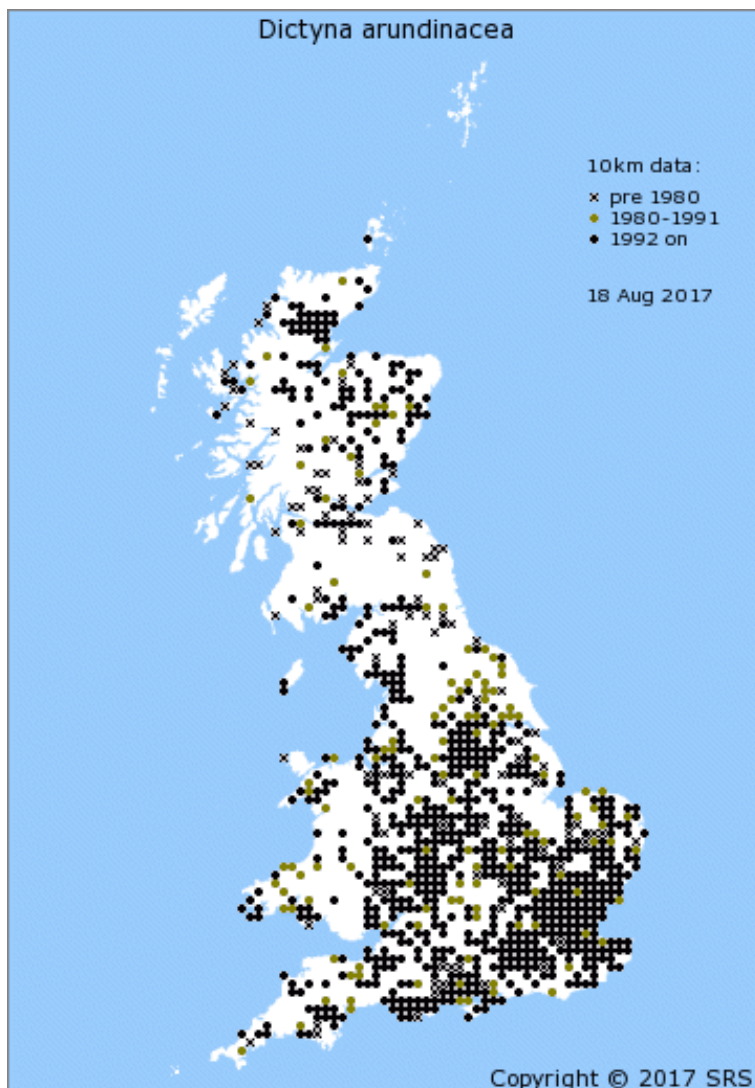 Dictyna arundinacea
10km data:
pre 1980
1980-1991
1992 on
18 Aug 2017
Copyright © 2017 SRS